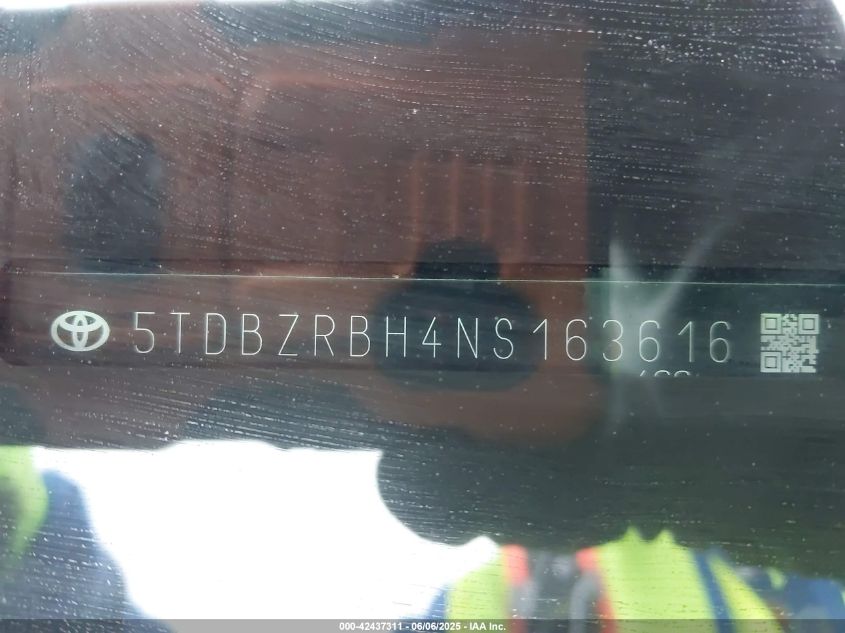 5TDBZRBH4NS163616
000-42437311 - 06/06/2025 - IAA Inc.